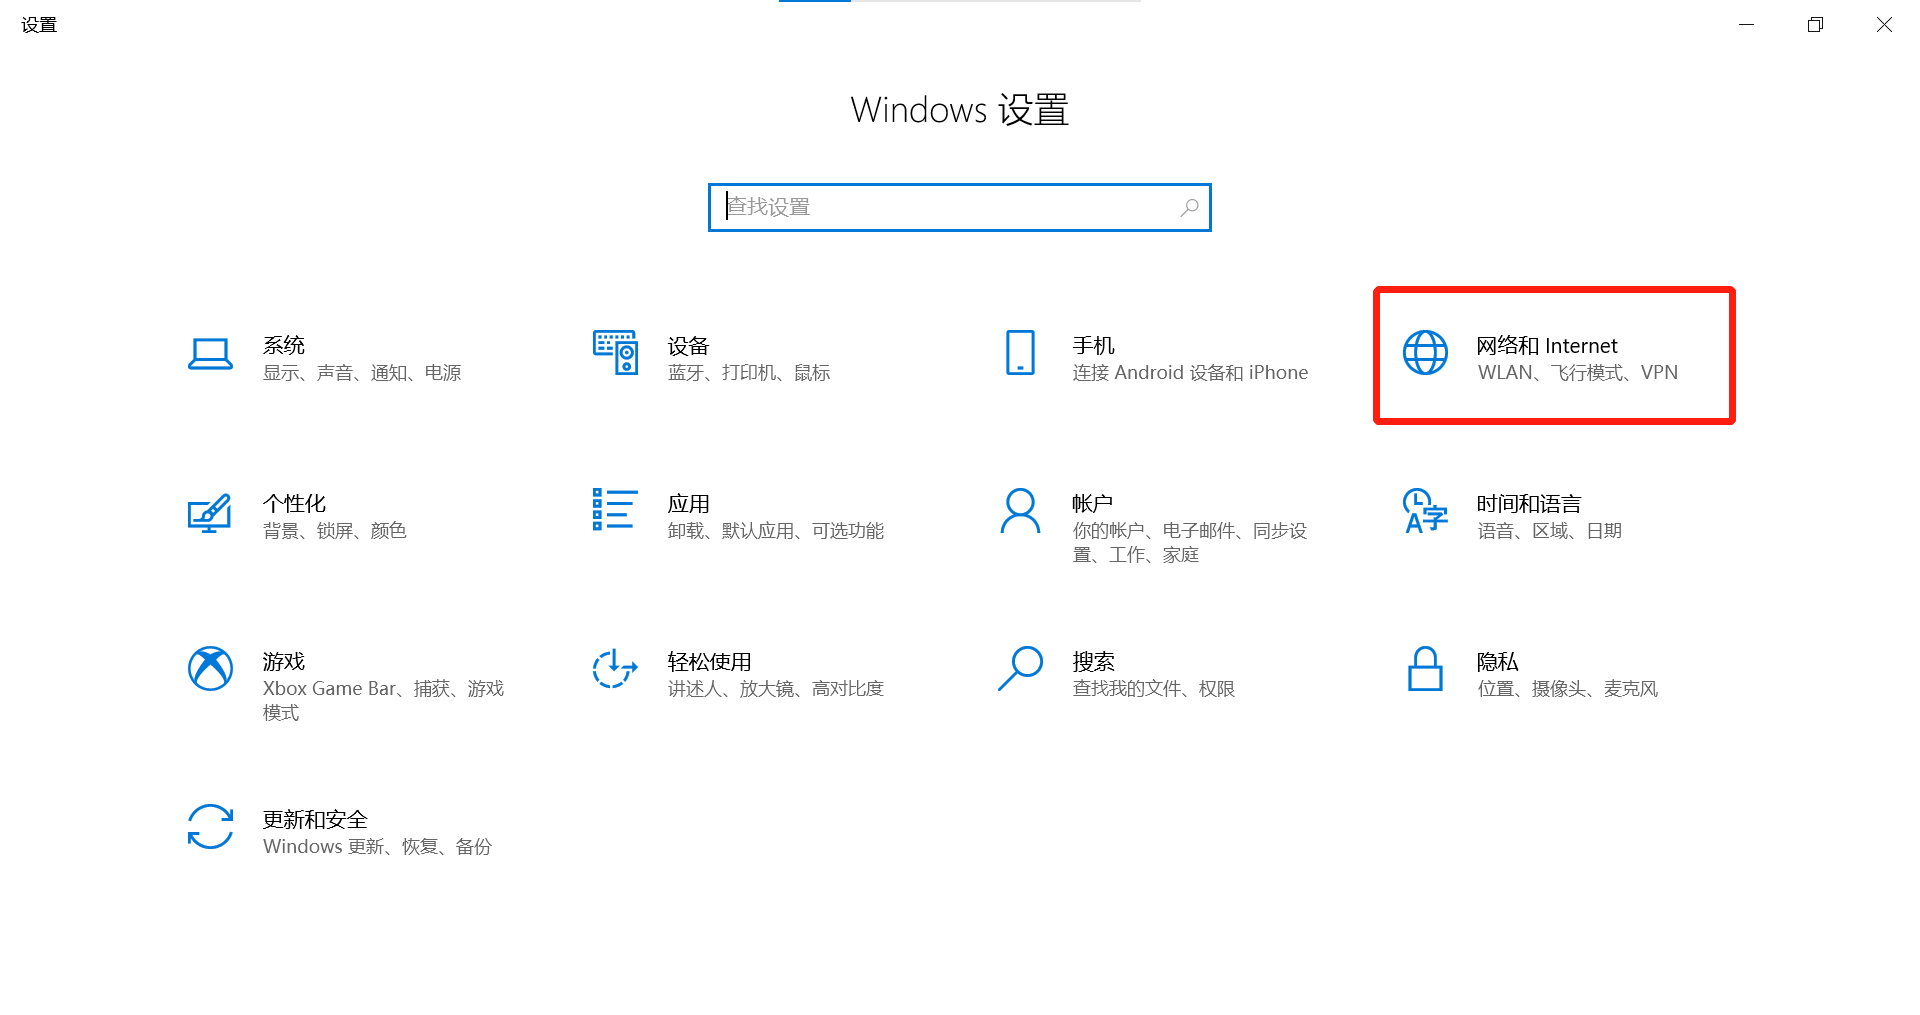 设置
Windows 设置
查找设置
系统
显示、声音、通知、电源
设备
蓝牙、打印机、鼠标
手机
连接 Android 设备和 iPhone
网络和 Internet
WLAN、飞行模式、VPN
个性化
背景、锁屏、颜色
应用
卸载、默认应用、可选功能
帐户
你的帐户、电子邮件、同步设
置、工作、家庭
时间和语言
语音、区域、日期
游戏
Xbox Game Bar、捕获、游戏
模式
轻松使用
讲述人、放大镜、高对比度
搜索
查找我的文件、权限
隐私
位置、摄像头、麦克风
更新和安全
Windows 更新、恢复、备份